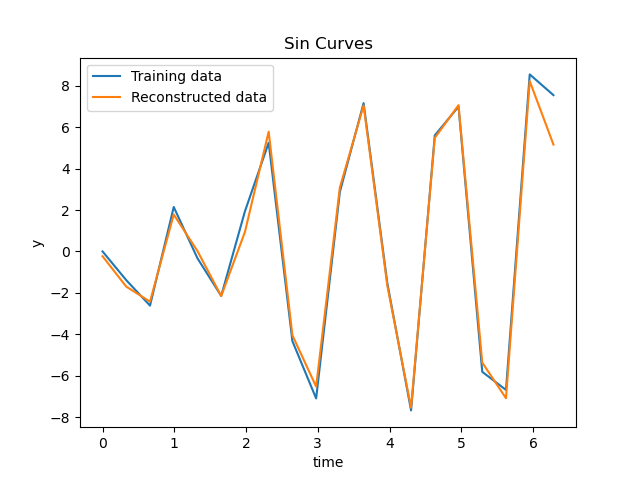 Sin Curves
Training data
Reconstructed data
y
8
6
4
2
0
−2
−4
−6
−8
0 1 2 3 4 5 6
time